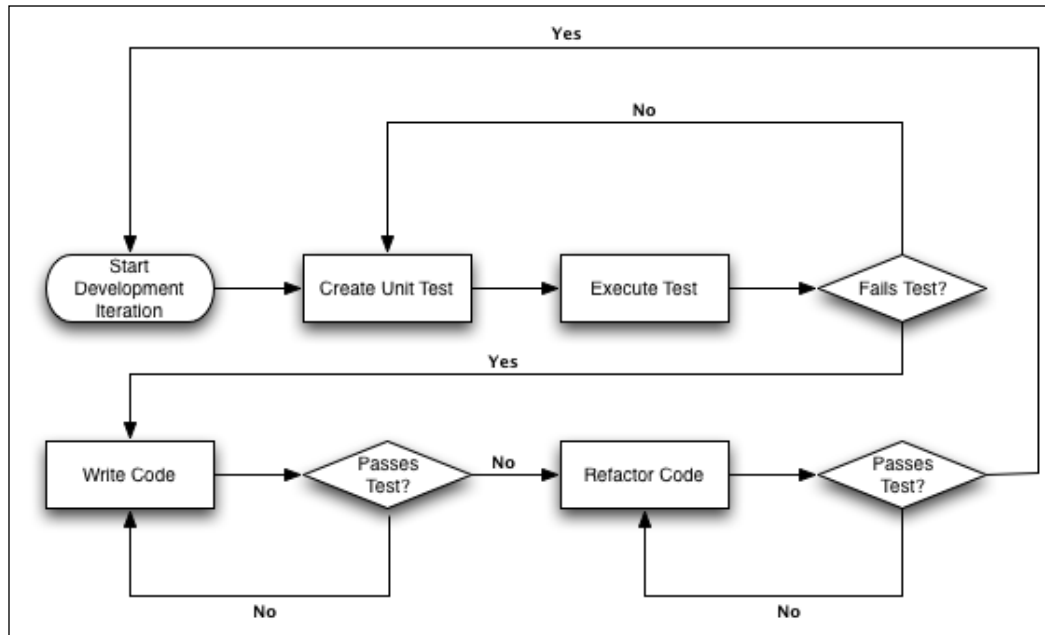 Yes
No
Start
Development
Iteration
Create Unit Test
Execute Test
Fails Test?
Yes
Write Code
Passes
Test?
No
Refactor Code
Passes
Test?
No
No